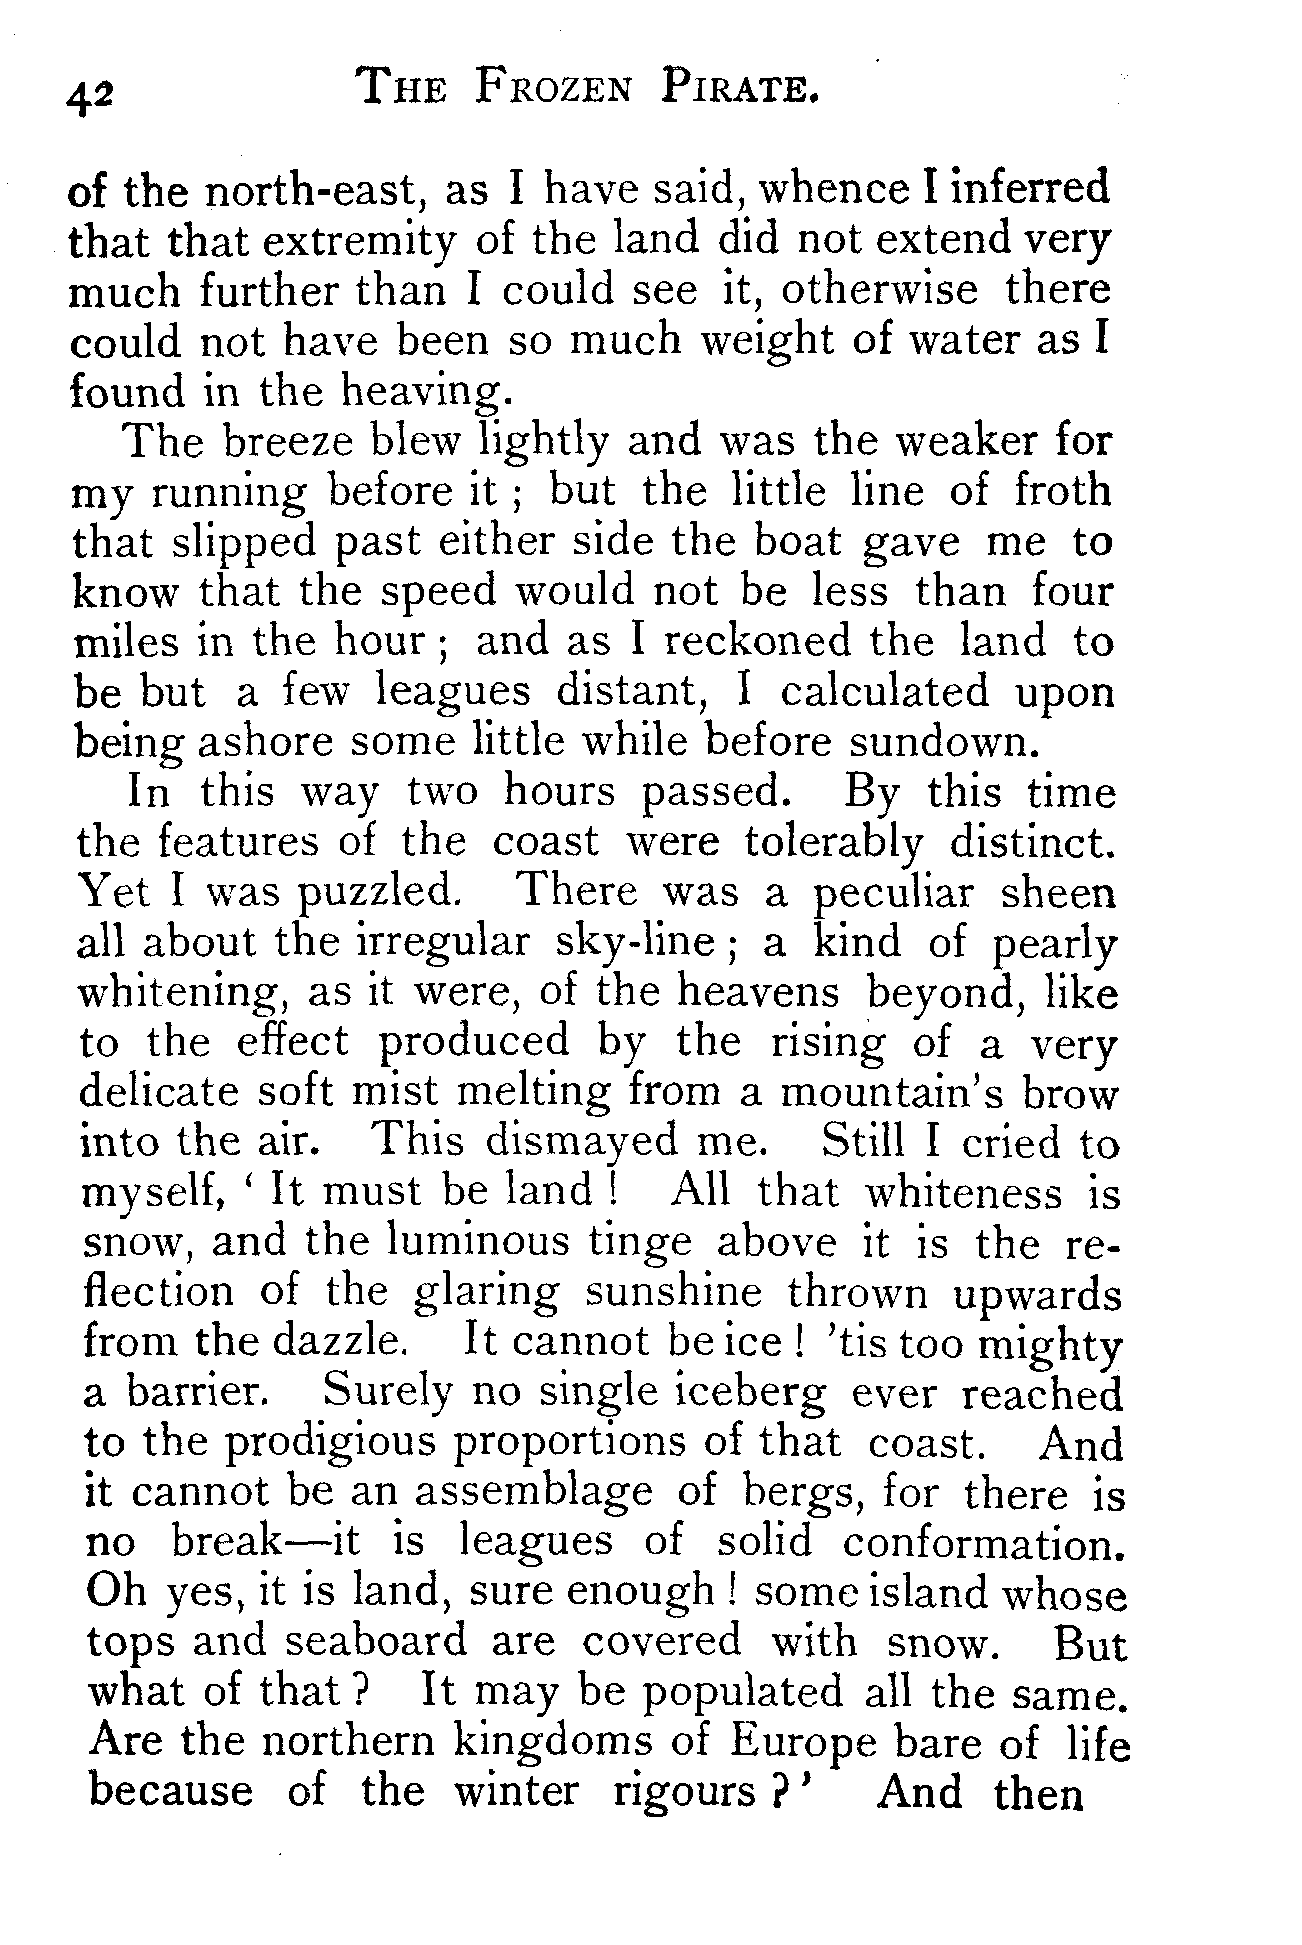 42 THE FROZEN PIRATE.
of the north-east, as I have said, whence I inferred
that that extremity of the land did not extend very
much further than I could see it, otherwise there
could not have been so much weight of water as I
found in the heaving.
The breeze blew lightly and was the weaker for
my running before it ; but the little line of froth
that slipped past either side the boat gave me to
know that the speed would not be less than four
miles in the hour ; and as I reckoned the land to
be but a few leagues distant, I calculated upon
being ashore some little while before sundown.
In this way two hours passed. By this time
the features of the coast were tolerably distinct.
Yet I was puzzled. There was a peculiar sheen
all about the irregular sky-line ; a kind of pearly
whitening, as it were, of the heavens beyond, like
to the effect produced by the rising of a very
delicate soft mist melting from a mountain's brow
into the air. This dismayed me. Still I cried to
myself, ‘ It must be land ! All that whiteness is
snow, and the luminous tinge above it is the re-
flection of the glaring sunshine thrown upwards
from the dazzle. It cannot be ice ! ’tis too mighty
a barrier. Surely no single iceberg ever reached
to the prodigious proportions of that coast. And
it cannot be an assemblage of bergs, for there is
no break—it is leagues of solid conformation.
Oh yes, it is land, sure enough ! some island whose
tops and seaboard are covered with snow. But
what of that ? It may be populated all the same.
Are the northern kingdoms of Europe bare of life
because of the winter rigours ?’ And then